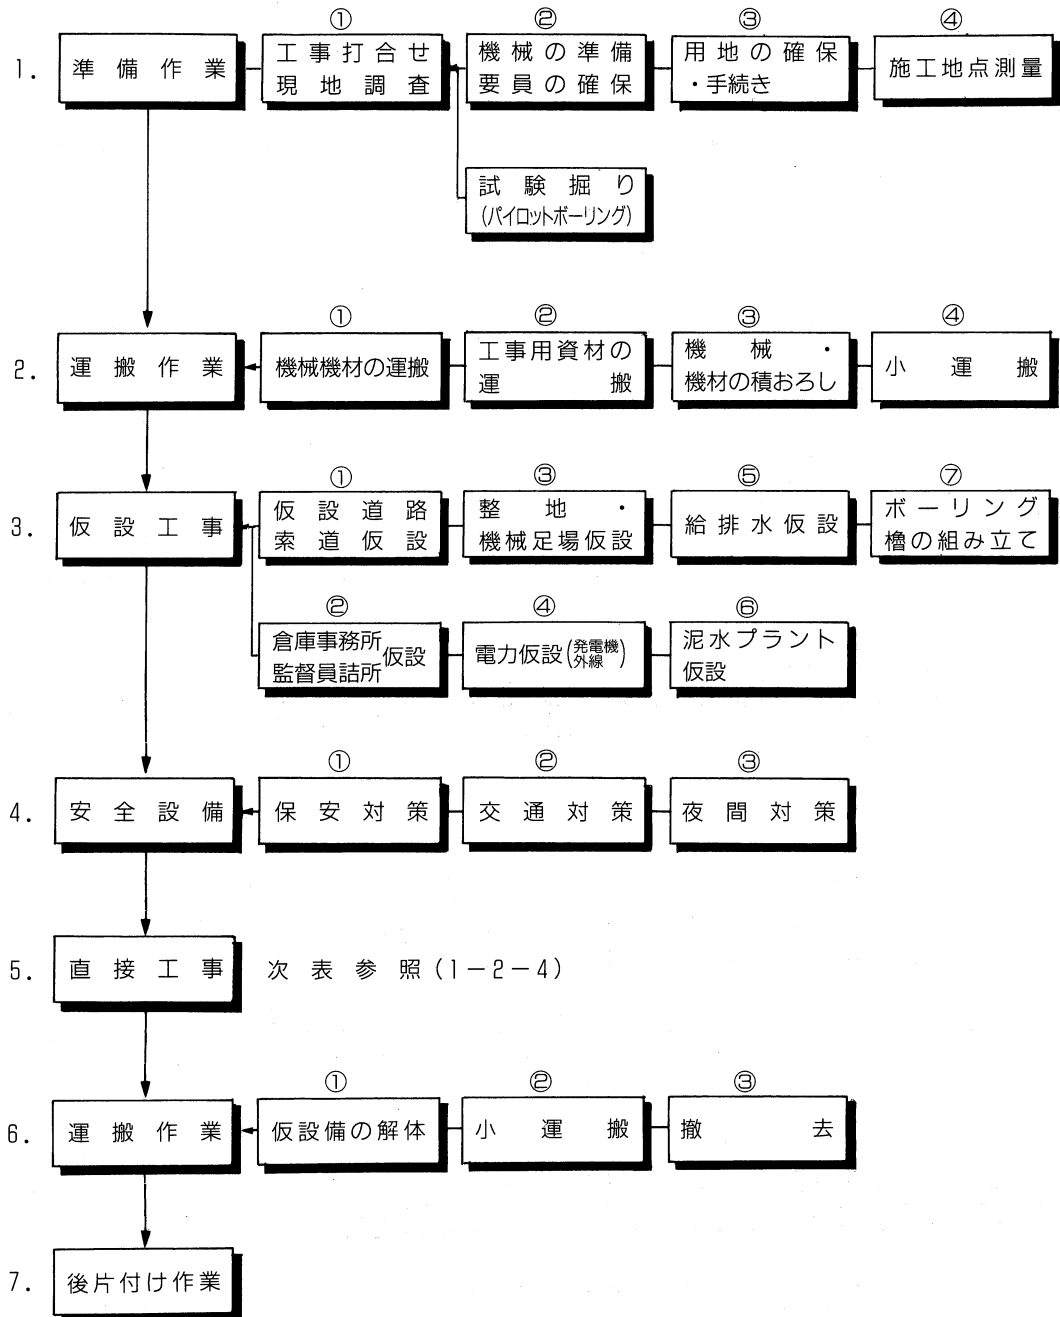 ① ② ③ ④
1. 準備作業 工事打合せ 機械の準備 用地の確保 施工地点測量
現地調査 要員の確保 ・手続き
試験掘り
(パイロットボーリング)
① ② ③ ④
2. 運搬作業 機械機材の運搬 工事用資材の 機械・ 小運搬
運搬 機材の積おろし
① ③ ⑤ ⑦
3. 仮設工事 仮設道路 整地・ 給排水仮設 ボーリング
索道仮設 機械足場仮設 櫓の組み立て
② ④ ⑥
倉庫事務所 仮設 電力仮設(発電機 外線) 泥水プラント
監督員詰所 仮設
① ② ③
4. 安全設備 保安対策 交通対策 夜間対策
5. 直接工事 次表参照(1-2-4)
① ② ③
6. 運搬作業 仮設備の解体 小運搬 撤去
7. 後片付け作業